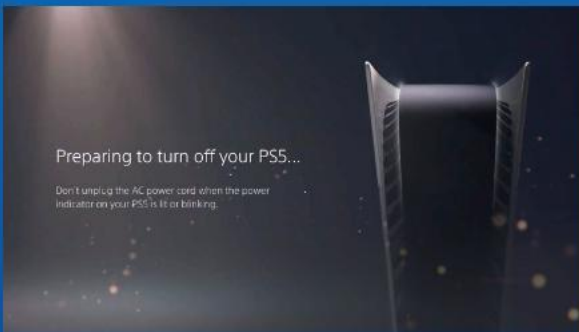 Preparing to turn off your PS5...
Don't unplug the AC power cord when the power
indicator on your PS5 is lit or blinking.